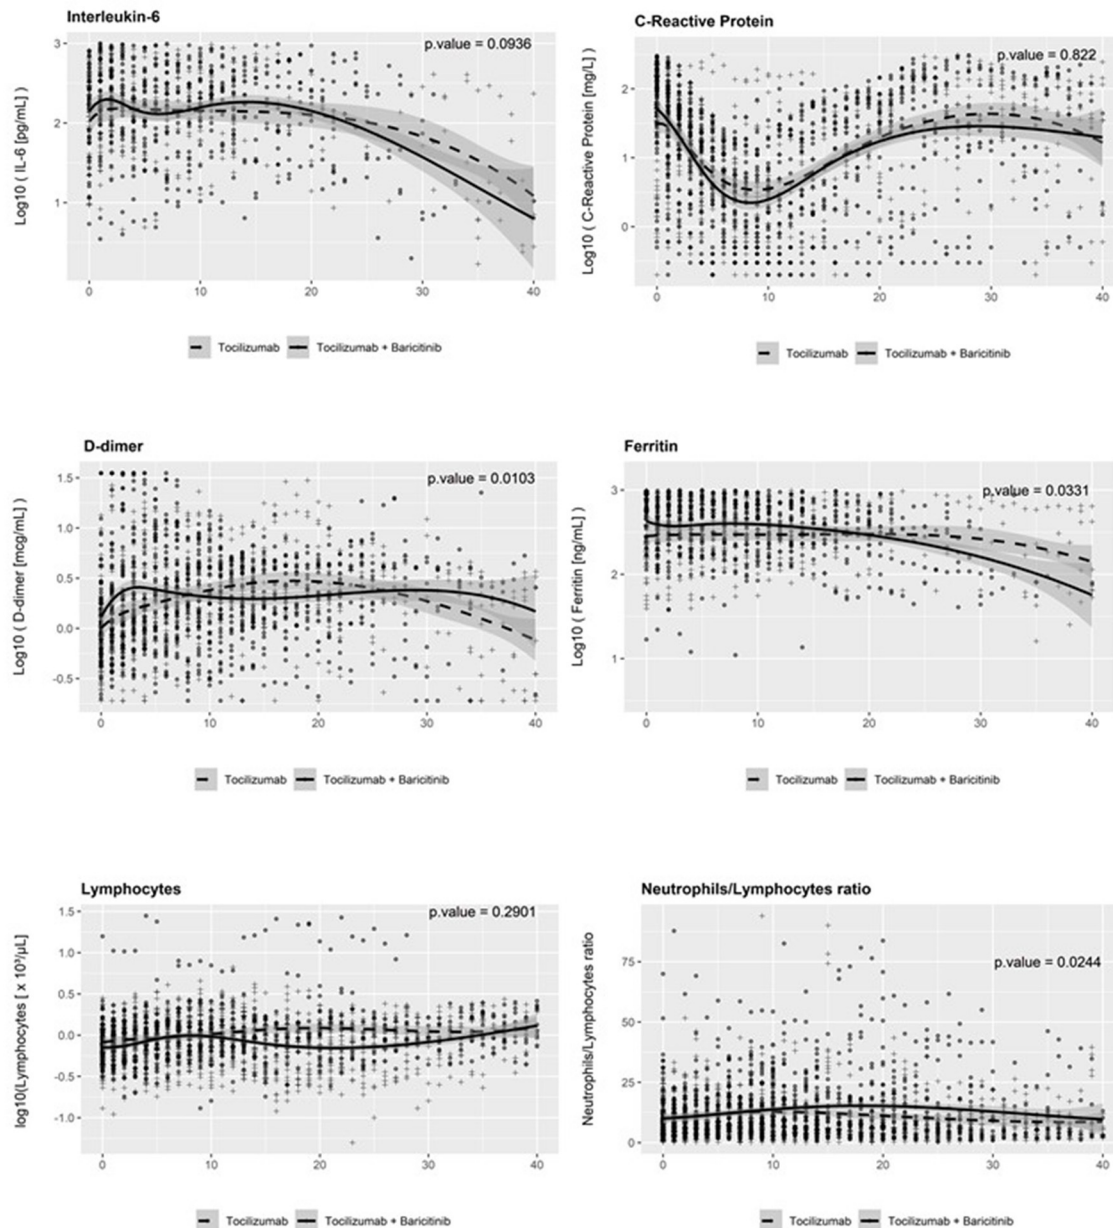 Interleukin-6
p.value = 0.0936
Log10 ( IL-6 [pg/mL] )
3
2
1
0 10 20 30 40
Tocilizumab Tocilizumab + Baricitinib
C-Reactive Protein
p.value = 0.822
Log10 ( C-Reactive Protein [mg/L] )
2
1
0
0 10 20 30 40
Tocilizumab Tocilizumab + Baricitinib
D-dimer
p.value = 0.0103
Log10 ( D-dimer [mcg/mL] )
1.5
1.0
0.5
0.0
-0.5
0 10 20 30 40
Tocilizumab Tocilizumab + Baricitinib
Ferritin
p.value = 0.0331
Log10 ( Ferritin [ng/mL] )
3
2
1
0 10 20 30 40
Tocilizumab Tocilizumab + Baricitinib
Lymphocytes
p.value = 0.2901
log10(Lymphocytes [ x 10³/µL ]
1.5
1.0
0.5
0.0
-0.5
-1.0
0 10 20 30 40
Tocilizumab Tocilizumab + Baricitinib
Neutrophils/Lymphocytes ratio
p.value = 0.0244
Neutrophils/Lymphocytes ratio
75
50
25
0
0 10 20 30 40
Tocilizumab Tocilizumab + Baricitinib